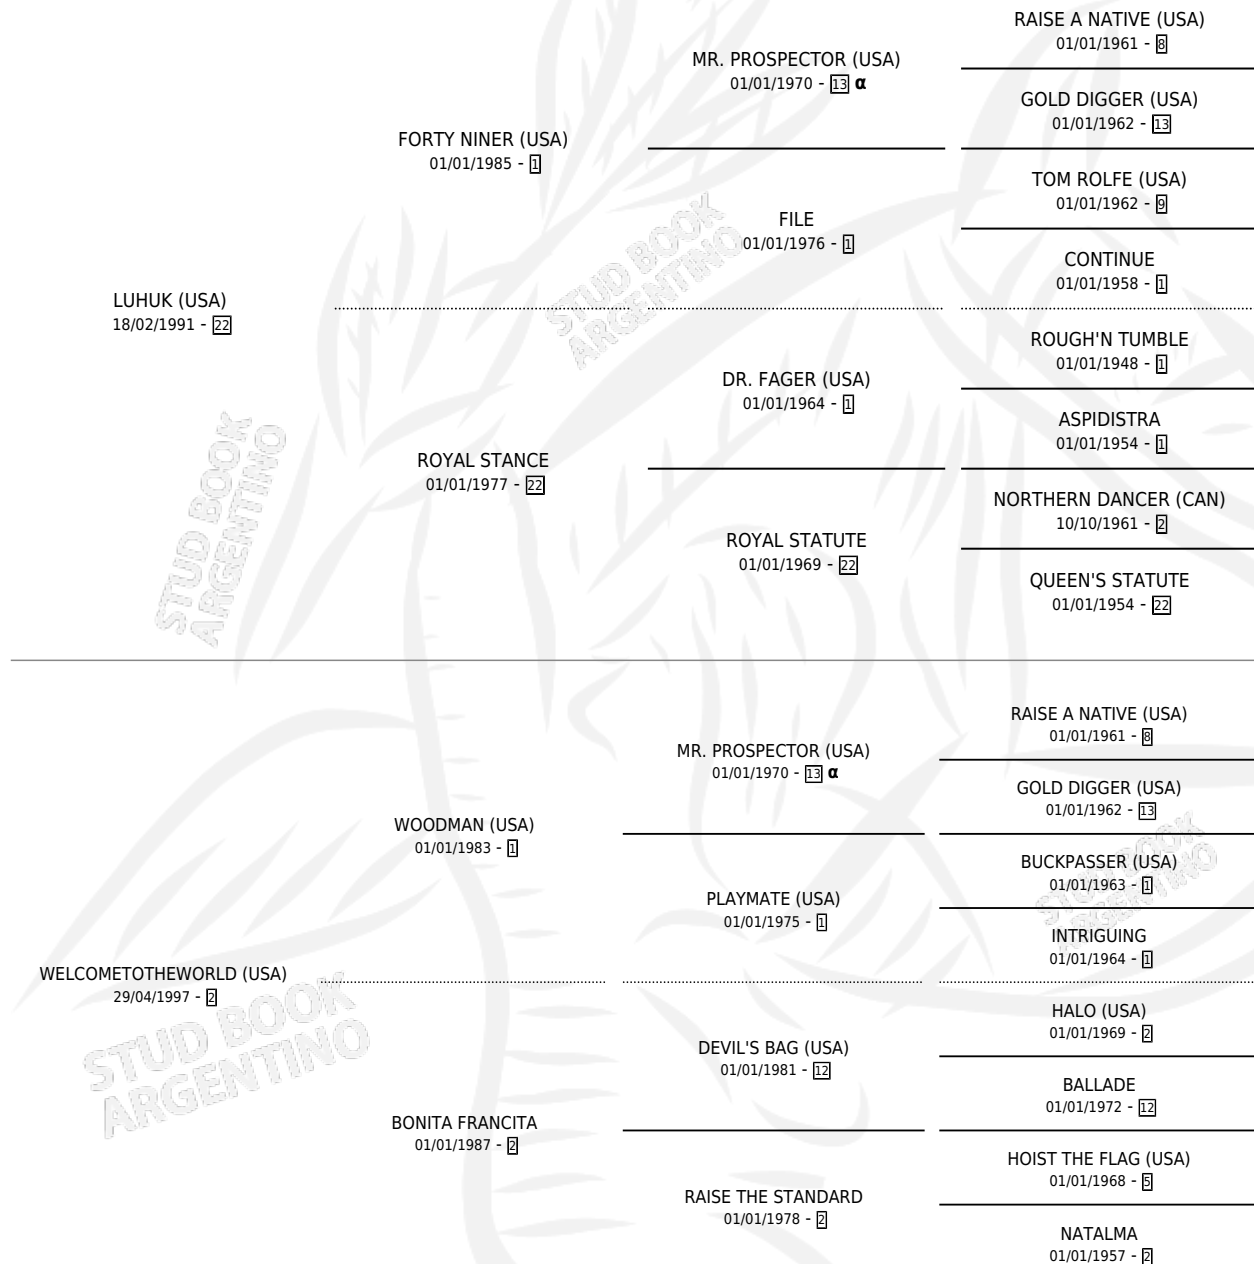 RAISE A NATIVE (USA)
01/01/1961 - 8
MR. PROSPECTOR (USA)
01/01/1970 - 13 α
GOLD DIGGER (USA)
01/01/1962 - 13
FORTY NINER (USA)
01/01/1985 - 1
TOM ROLFE (USA)
01/01/1962 - 9
FILE
01/01/1976 - 1
CONTINUE
01/01/1958 - 1
LUHUK (USA)
18/02/1991 - 22
ROUGH'N TUMBLE
01/01/1948 - 1
DR. FAGER (USA)
01/01/1964 - 1
ASPIDISTRA
01/01/1954 - 1
ROYAL STANCE
01/01/1977 - 22
NORTHERN DANCER (CAN)
10/10/1961 - 2
ROYAL STATUTE
01/01/1969 - 22
QUEEN'S STATUTE
01/01/1954 - 22
RAISE A NATIVE (USA)
01/01/1961 - 8
MR. PROSPECTOR (USA)
01/01/1970 - 13 α
GOLD DIGGER (USA)
01/01/1962 - 13
WOODMAN (USA)
01/01/1983 - 1
BUCKPASSER (USA)
01/01/1963 - 1
PLAYMATE (USA)
01/01/1975 - 1
INTRIGUING
01/01/1964 - 1
WELCOMETOTHEWORLD (USA)
29/04/1997 - 2
HALO (USA)
01/01/1969 - 2
DEVIL'S BAG (USA)
01/01/1981 - 12
BALLADE
01/01/1972 - 12
BONITA FRANCITA
01/01/1987 - 2
HOIST THE FLAG (USA)
01/01/1968 - 5
RAISE THE STANDARD
01/01/1978 - 2
NATALMA
01/01/1957 - 2
STUD BOOK
ARGENTINO
STUD BOOK
ARGENTINO
STUD BOOK
ARGENTINO
STUD BOOK
ARGENTINO